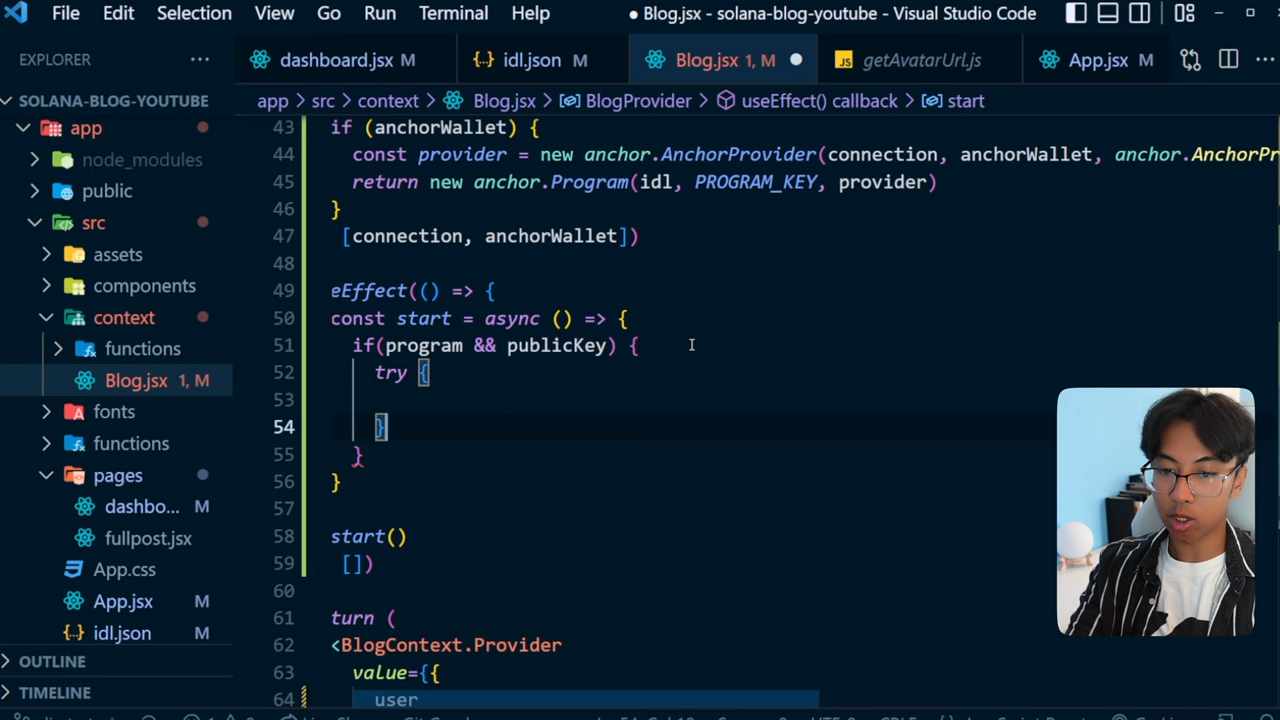 File Edit Selection View Go Run Terminal Help
● Blog.jsx - solana-blog-youtube - Visual Studio Code
EXPLORER ···
dashboard.jsx M
{..} idl.json M
Blog.jsx 1, M ●
JS getAvatarUrl.js
App.jsx M
app > src > context > Blog.jsx > BlogProvider > useEffect() callback > start
SOLANA-BLOG-YOUTUBE
app
node_modules
public
src
assets
components
context
functions
Blog.jsx 1, M
fonts
functions
pages
dashbo... M
fullpost.jsx
App.css
App.jsx M
{..} idl.json M
OUTLINE
TIMELINE
43 if (anchorWallet) {
44 const provider = new anchor.AnchorProvider(connection, anchorWallet, anchor.AnchorPr
45 return new anchor.Program(idl, PROGRAM_KEY, provider)
46 }
47 [connection, anchorWallet])
48
49 eEffect(() => {
50 const start = async () => {
51 if(program && publicKey) {
52 try {
53
54 }
55 }
56 }
57
58 start()
59 [])
60
61 turn (
62 <BlogContext.Provider
63 value={{
64 user